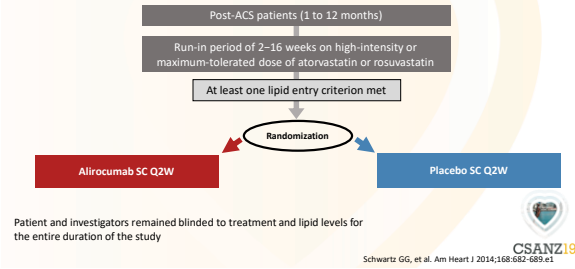 Post-ACS patients (1 to 12 months)
Run-in period of 2–16 weeks on high-intensity or
maximum-tolerated dose of atorvastatin or rosuvastatin
At least one lipid entry criterion met
Randomization
Alirocumab SC Q2W
Placebo SC Q2W
Patient and investigators remained blinded to treatment and lipid levels for
the entire duration of the study
CSANZ19
Schwartz GG, et al. Am Heart J 2014;168:682-689.e1